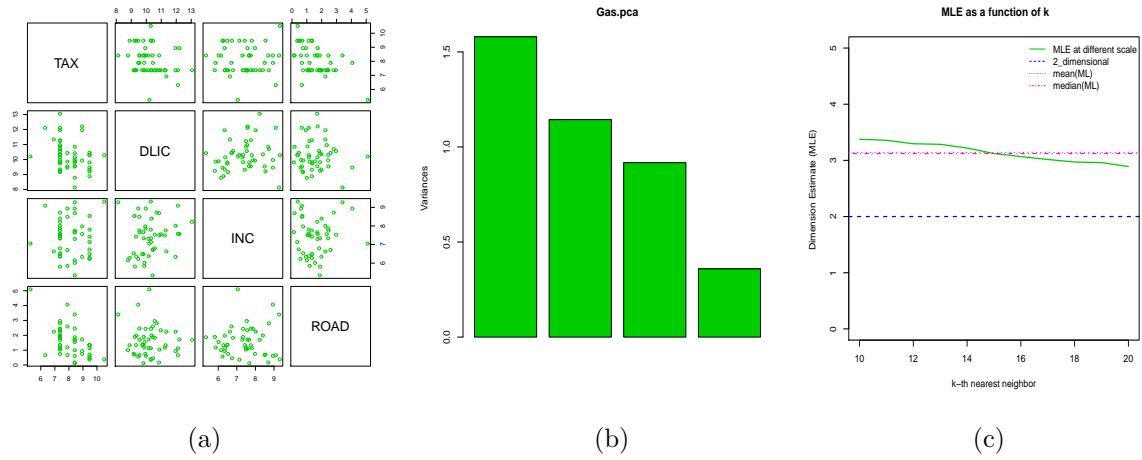 8 9 10 11 12 13
0 1 2 3 4 5
TAX
6 7 8 9 10
8 9 10 11 12 13
DLIC
INC
6 7 8 9
0 1 2 3 4 5
ROAD
6 7 8 9 10
6 7 8 9
(a)
Gas.pca
Variances
0.0 0.5 1.0 1.5
(b)
MLE as a function of k
MLE at different scale
2_dimensional
mean(ML)
median(ML)
Dimension Estimate (MLE)
0 1 2 3 4 5
10 12 14 16 18 20
k−th nearest neighbor
(c)